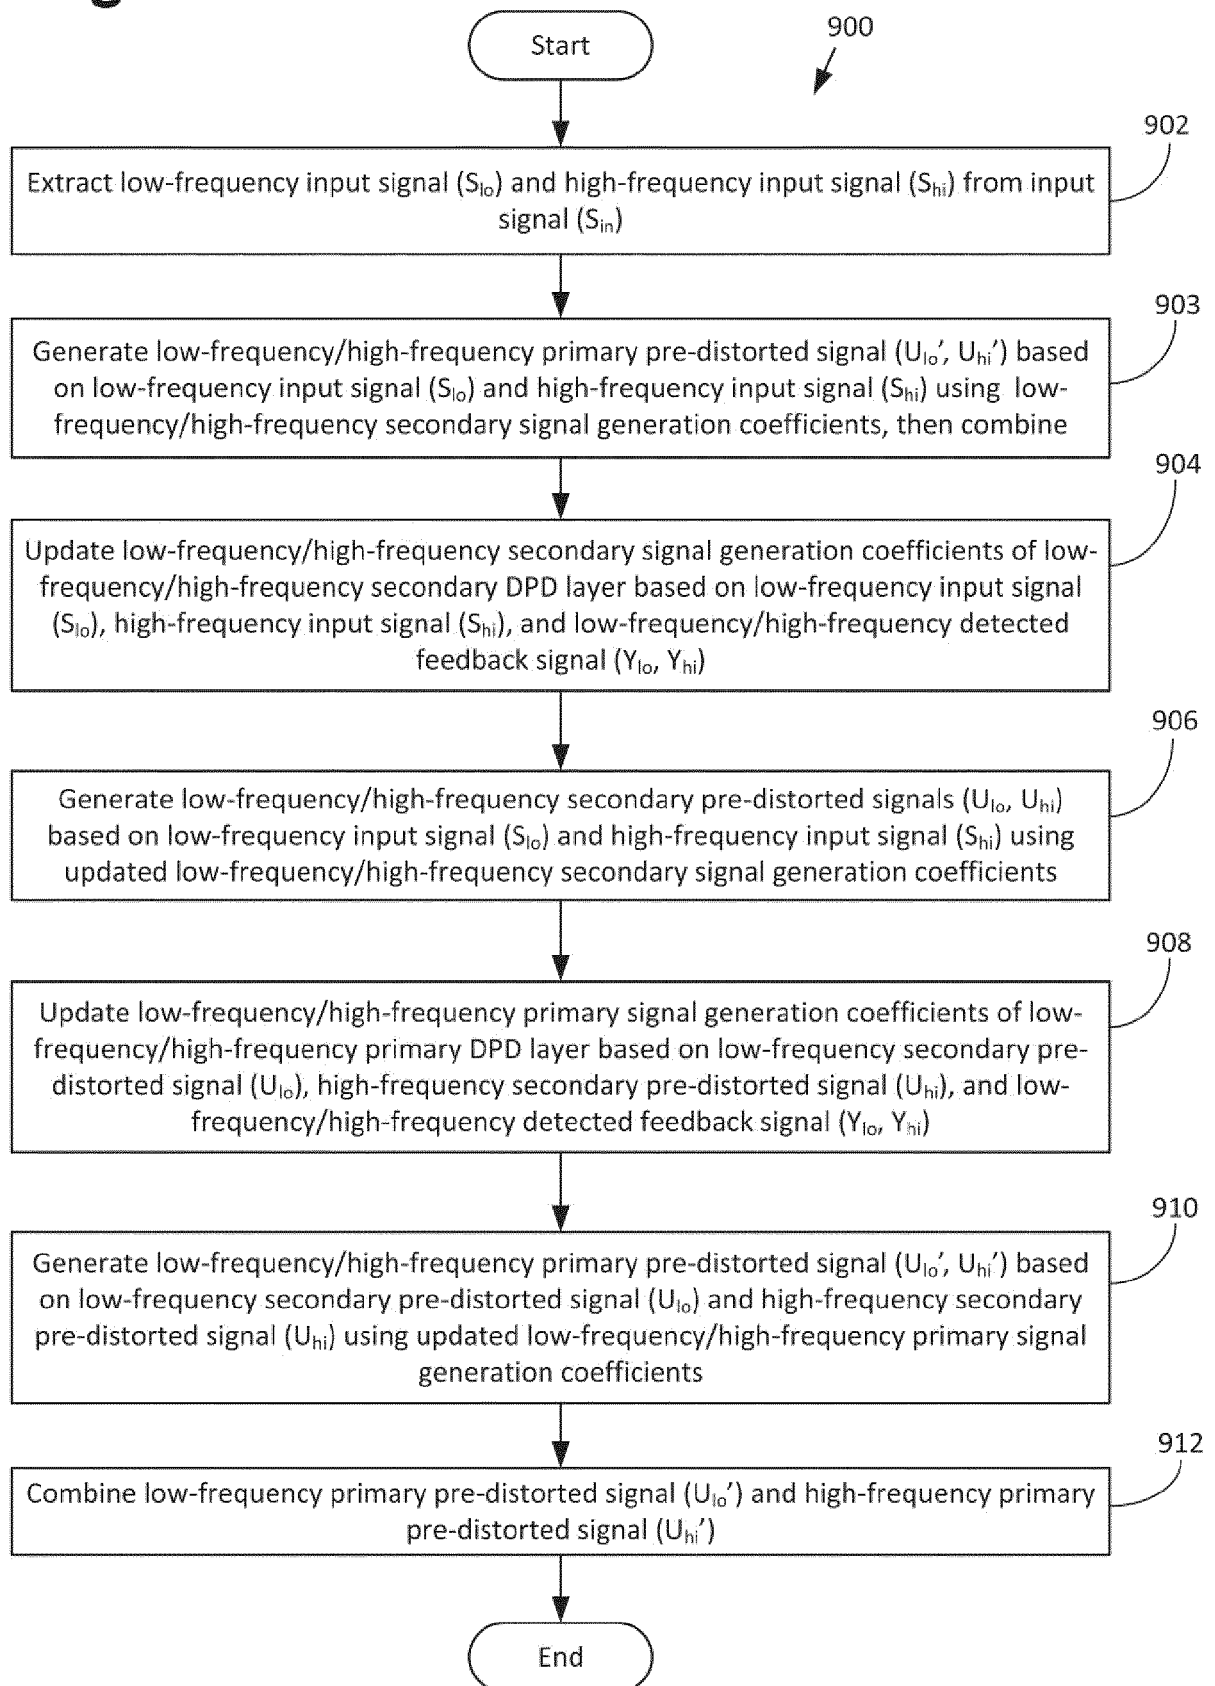 Start
900
902
Extract low-frequency input signal (Slo) and high-frequency input signal (Shi) from input
signal (Sin)
903
Generate low-frequency/high-frequency primary pre-distorted signal (Ulo’, Uhi’) based
on low-frequency input signal (Slo) and high-frequency input signal (Shi) using low-
frequency/high-frequency secondary signal generation coefficients, then combine
904
Update low-frequency/high-frequency secondary signal generation coefficients of low-
frequency/high-frequency secondary DPD layer based on low-frequency input signal
(Slo), high-frequency input signal (Shi), and low-frequency/high-frequency detected
feedback signal (Ylo, Yhi)
906
Generate low-frequency/high-frequency secondary pre-distorted signals (Ulo, Uhi)
based on low-frequency input signal (Slo) and high-frequency input signal (Shi) using
updated low-frequency/high-frequency secondary signal generation coefficients
908
Update low-frequency/high-frequency primary signal generation coefficients of low-
frequency/high-frequency primary DPD layer based on low-frequency secondary pre-
distorted signal (Ulo), high-frequency secondary pre-distorted signal (Uhi), and low-
frequency/high-frequency detected feedback signal (Ylo, Yhi)
910
Generate low-frequency/high-frequency primary pre-distorted signal (Ulo’, Uhi’) based
on low-frequency secondary pre-distorted signal (Ulo) and high-frequency secondary
pre-distorted signal (Uhi) using updated low-frequency/high-frequency primary signal
generation coefficients
912
Combine low-frequency primary pre-distorted signal (Ulo’) and high-frequency primary
pre-distorted signal (Uhi’)
End